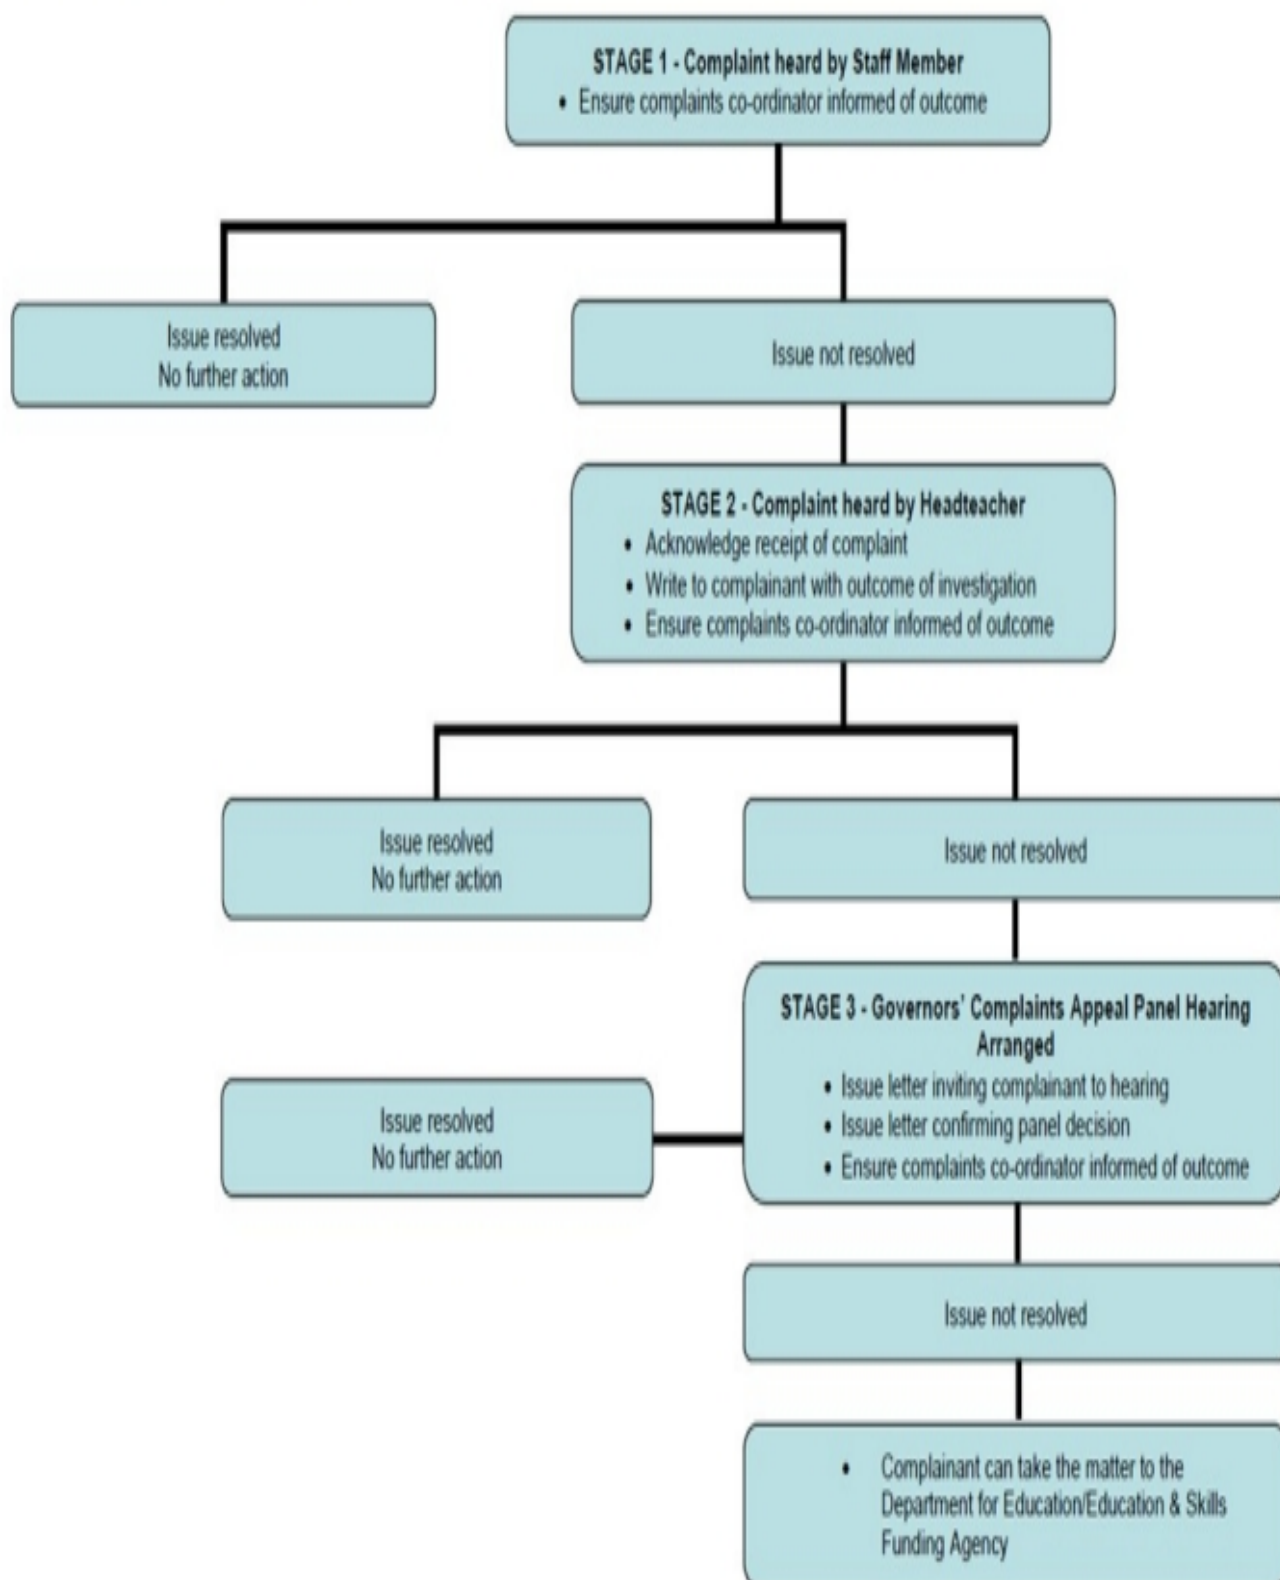 STAGE 1 - Complaint heard by Staff Member
• Ensure complaints co-ordinator informed of outcome
Issue resolved
No further action
Issue not resolved
STAGE 2 - Complaint heard by Headteacher
• Acknowledge receipt of complaint
• Write to complainant with outcome of investigation
• Ensure complaints co-ordinator informed of outcome
Issue resolved
No further action
Issue not resolved
STAGE 3 - Governors' Complaints Appeal Panel Hearing
Arranged
• Issue letter inviting complainant to hearing
• Issue letter confirming panel decision
• Ensure complaints co-ordinator informed of outcome
Issue resolved
No further action
Issue not resolved
• Complainant can take the matter to the
Department for Education/Education & Skills
Funding Agency